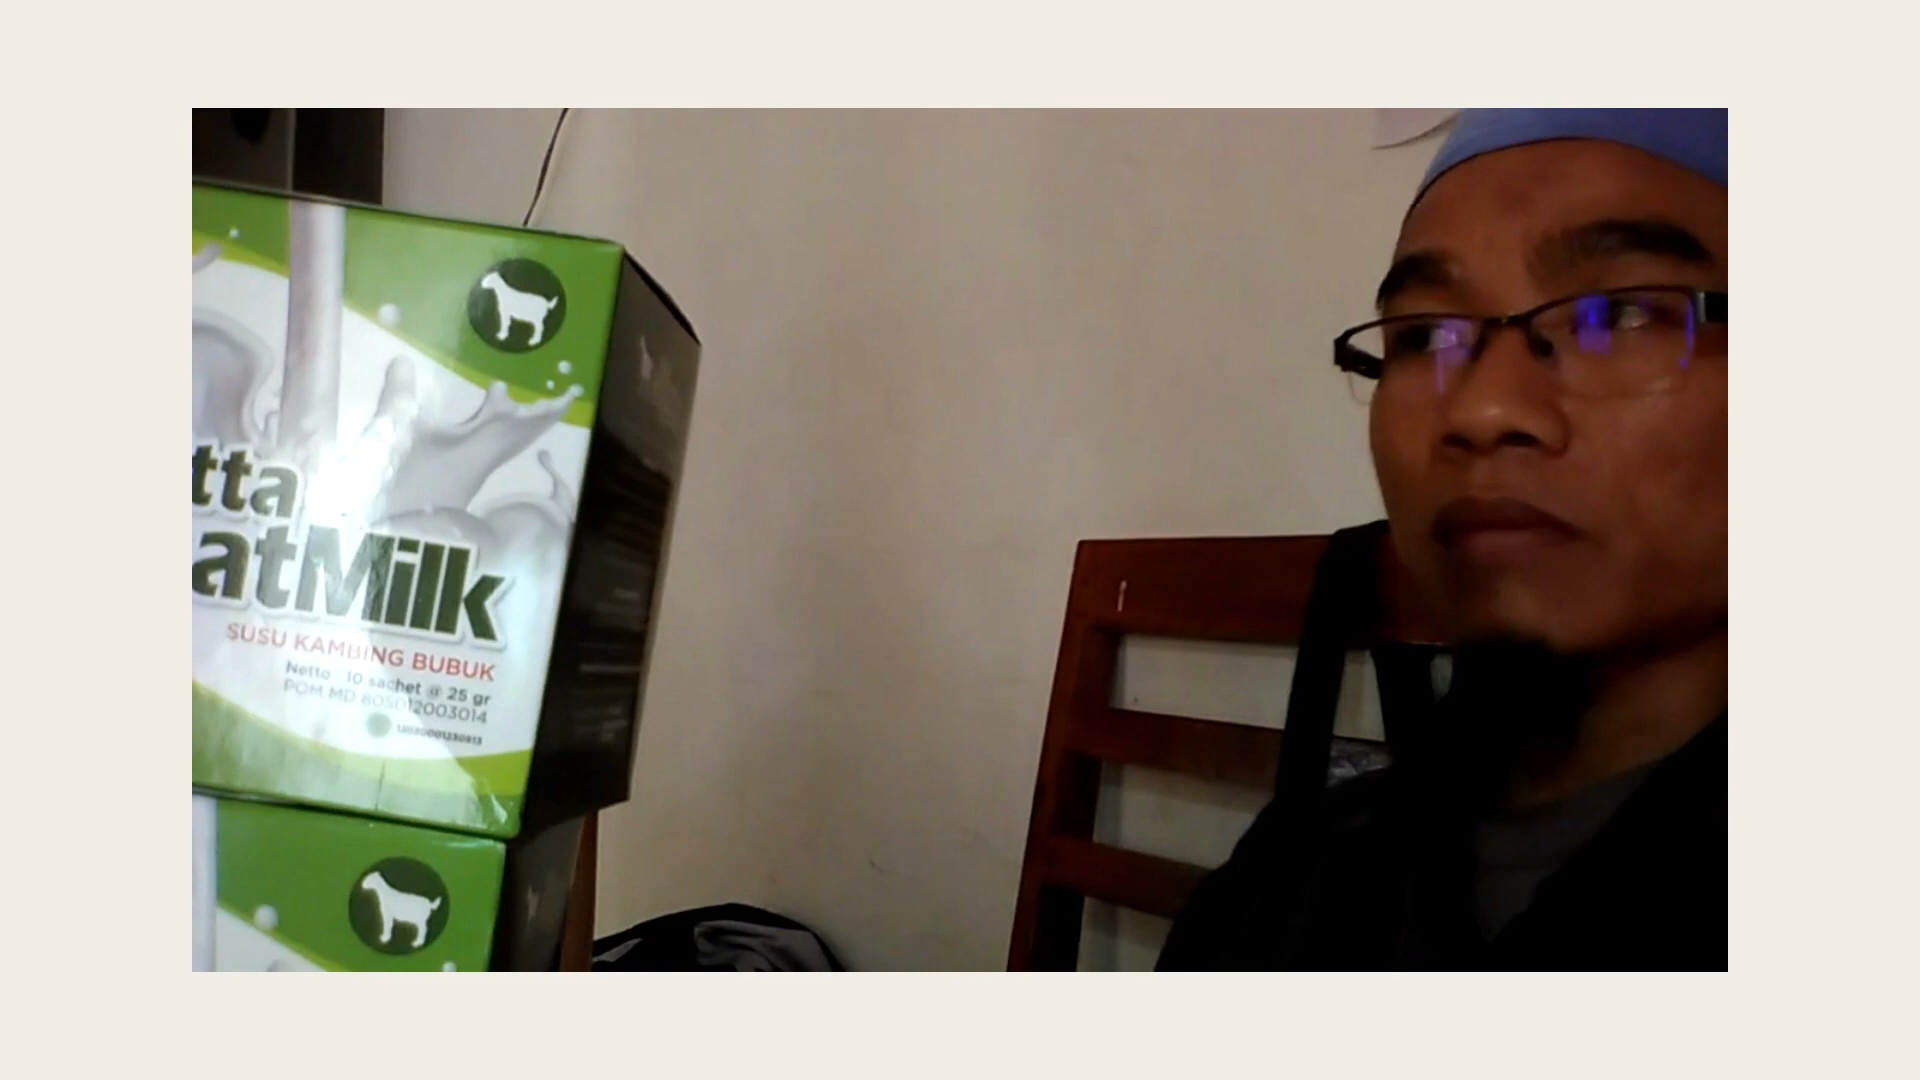 tta
atMilk
SUSU KAMBING BUBUK
Netto 10 sachet @ 25 gr
POM MD 805012003014